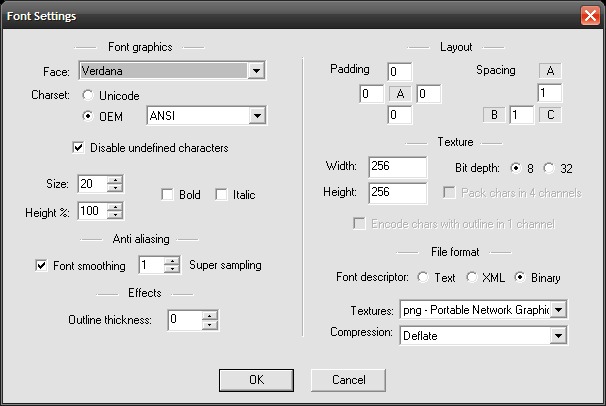 Font Settings
Font graphics
Face: Verdana
Charset: Unicode
OEM ANSI
Disable undefined characters
Size: 20
Bold Italic
Height %: 100
Anti aliasing
Font smoothing 1 Super sampling
Effects
Outline thickness: 0
Layout
Padding 0 Spacing A
0 A 0 1
0 B 1 C
Texture
Width: 256 Bit depth: 8 32
Height: 256 Pack chars in 4 channels
Encode chars with outline in 1 channel
File format
Font descriptor: Text XML Binary
Textures: png - Portable Network Graphic
Compression: Deflate
OK Cancel